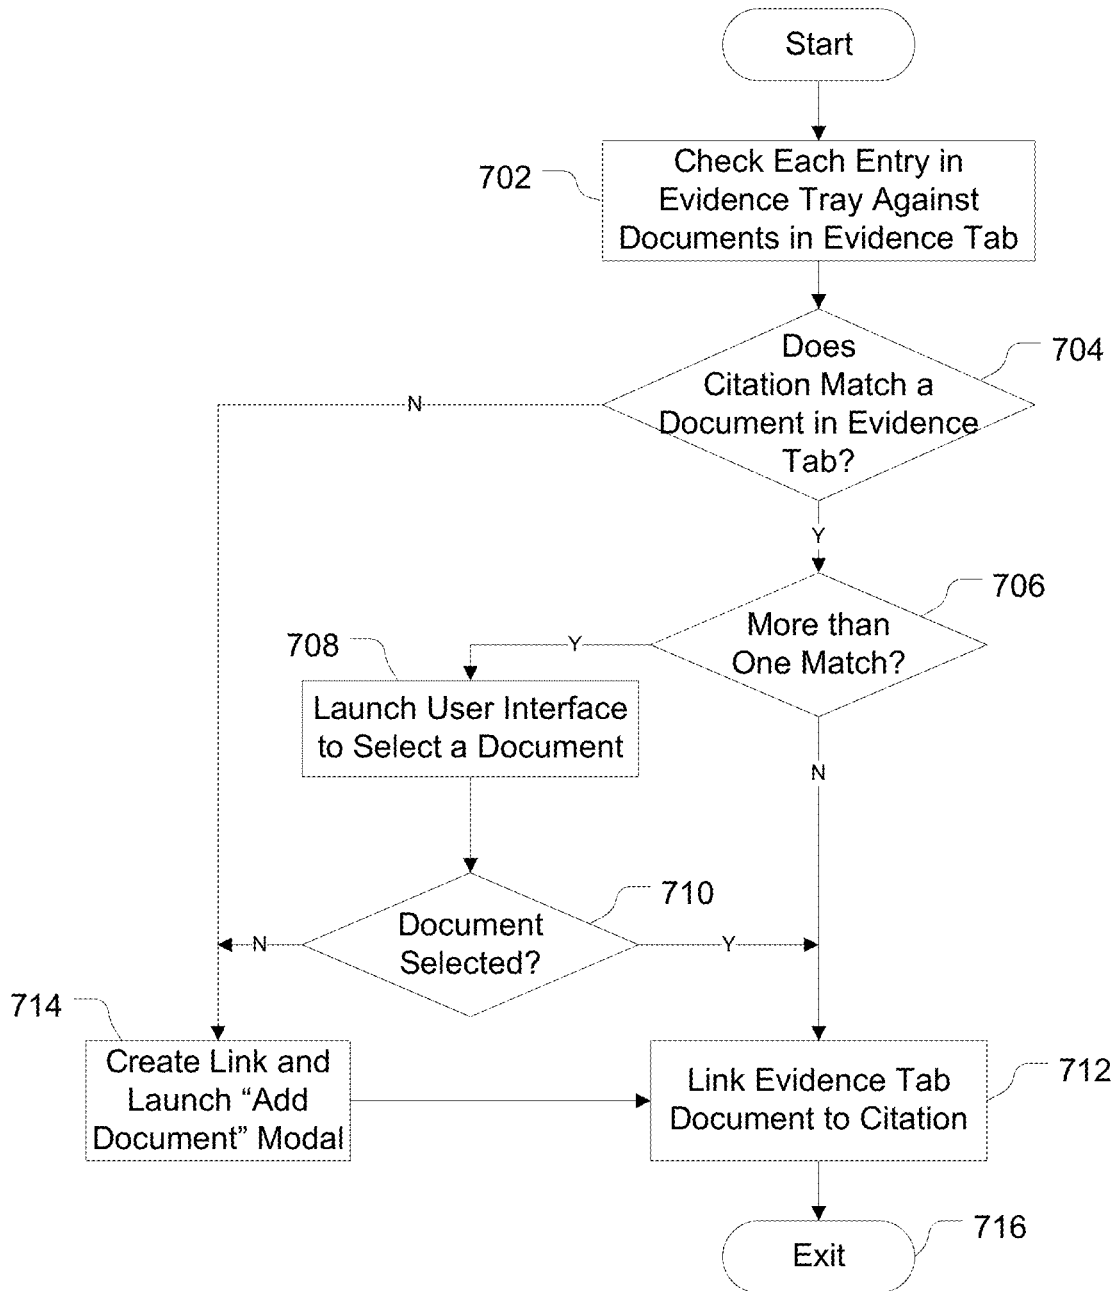 Start
702
Check Each Entry in
Evidence Tray Against
Documents in Evidence Tab
704
Does
Citation Match a
Document in Evidence
Tab?
N
Y
706
More than
One Match?
Y
708
Launch User Interface
to Select a Document
N
710
Document
Selected?
N
Y
714
Create Link and
Launch “Add
Document” Modal
Link Evidence Tab
Document to Citation
712
Exit
716